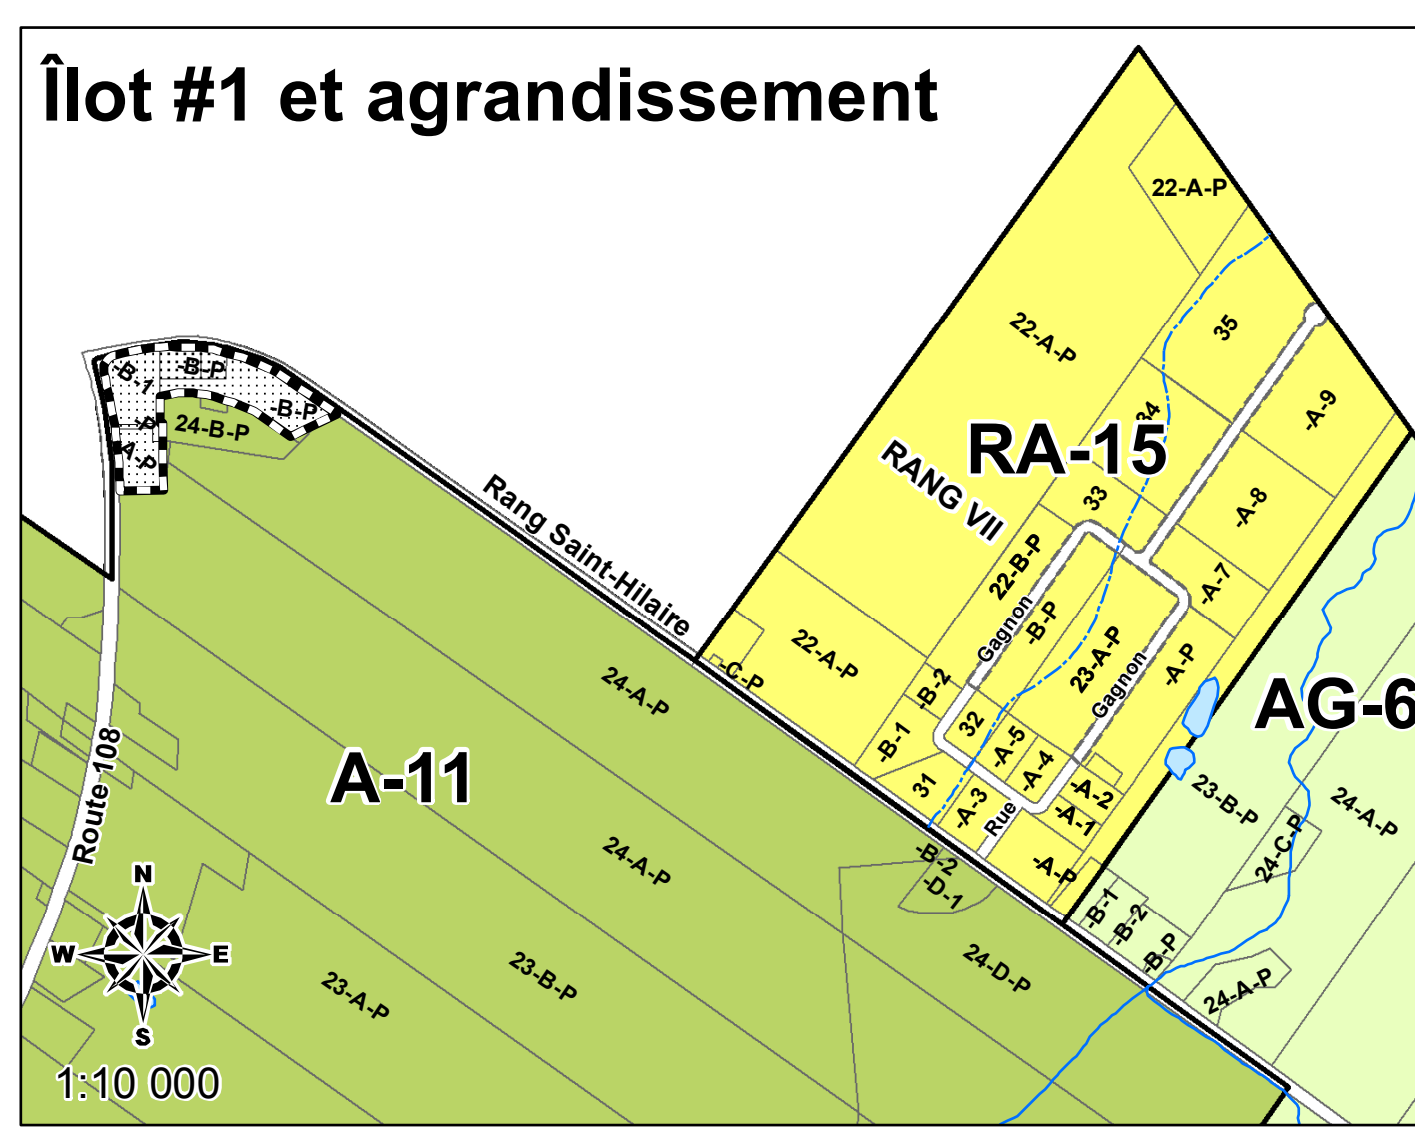 Îlot #1 et agrandissement
22-A-P
35
22-A-P
-B-1
-B-P
-B-P
-P
24-B-P
A-P
-A-9
34
RA-15
RANG VII
33
-A-8
Rang Saint-Hilaire
22-B-P
-A-7
Gagnon
-B-P
22-A-P
23-A-P
-A-P
-C-P
24-A-P
-B-2
Gagnon
AG-6
32
-B-1
-A-5
-A-4
A-11
Route 108
31
-A-3
-A-2
-A-1
Rue
23-B-P
24-A-P
24-C-P
24-A-P
-B-2
-D-1
-A-P
-B-1
-B-2
-B-P
N
W
E
S
23-A-P
23-B-P
24-D-P
24-A-P
1:10 000